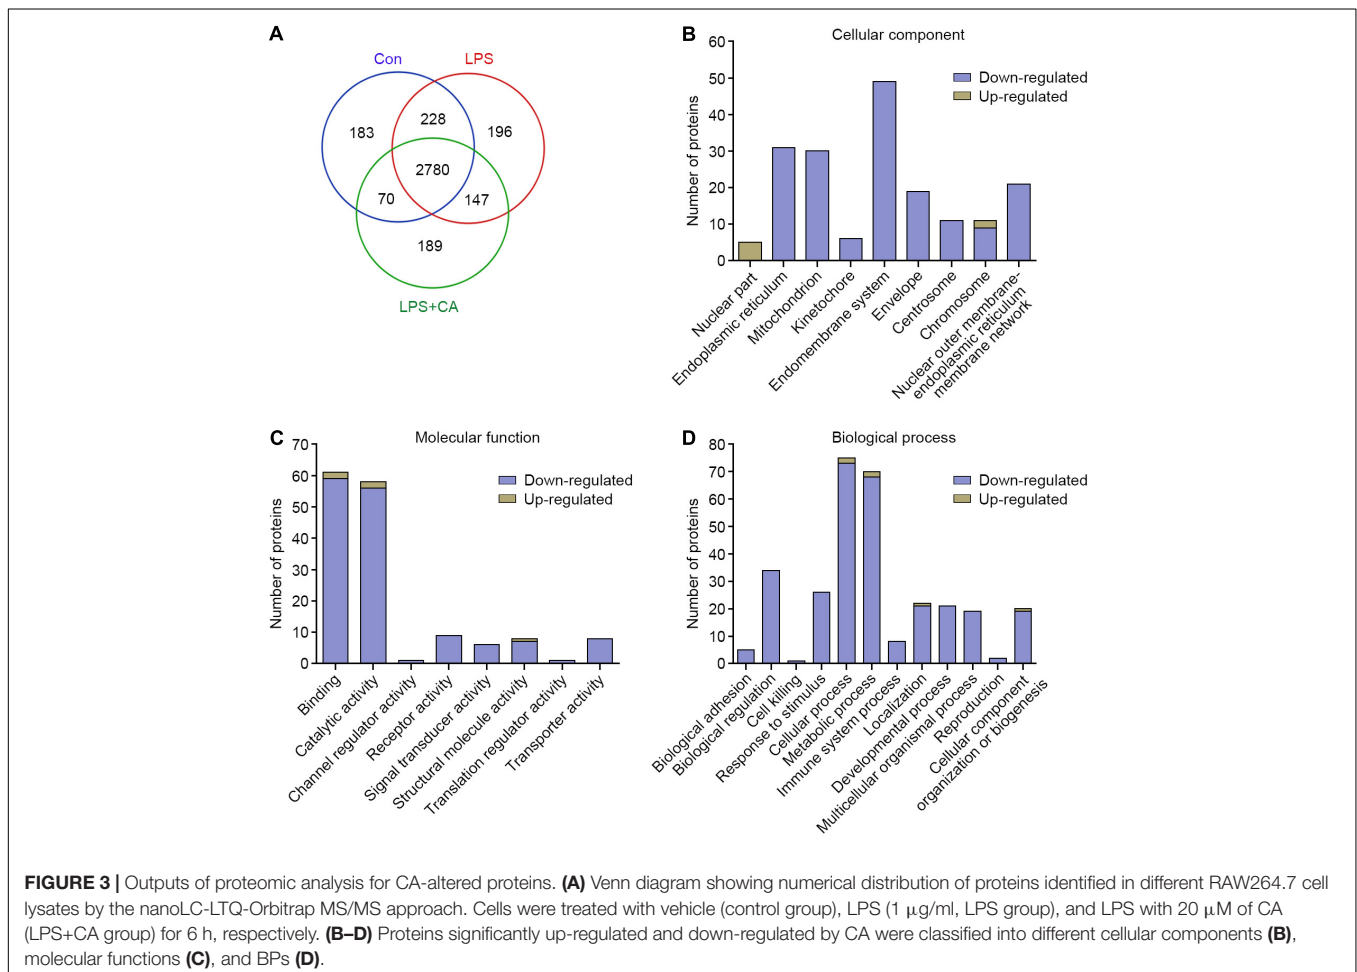 A
Con
LPS
183
228
196
2780
70
147
189
LPS+CA
B
Cellular component
Number of proteins
60
50
40
30
20
10
0
Down-regulated
Up-regulated
Nuclear part
Endoplasmic reticulum
Mitochondrion
Kinetochore
Endomembrane system
Envelope
Centrosome
Chromosome
Nuclear outer membrane-
endoplasmic reticulum
membrane network
C
Molecular function
Number of proteins
70
60
50
40
30
20
10
0
Down-regulated
Up-regulated
Binding
Catalytic activity
Channel regulator activity
Receptor activity
Signal transducer activity
Structural molecule activity
Translation regulator activity
Transporter activity
D
Biological process
Number of proteins
80
70
60
50
40
30
20
10
0
Down-regulated
Up-regulated
Biological adhesion
Biological regulation
Cell killing
Response to stimulus
Cellular process
Metabolic process
Immune system process
Localization
Developmental process
Multicellular organismal process
Reproduction
Cellular component
organization or biogenesis
FIGURE 3 | Outputs of proteomic analysis for CA-altered proteins. (A) Venn diagram showing numerical distribution of proteins identified in different RAW264.7 cell
lysates by the nanoLC-LTQ-Orbitrap MS/MS approach. Cells were treated with vehicle (control group), LPS (1 μg/ml, LPS group), and LPS with 20 μM of CA
(LPS+CA group) for 6 h, respectively. (B–D) Proteins significantly up-regulated and down-regulated by CA were classified into different cellular components (B),
molecular functions (C), and BPs (D).